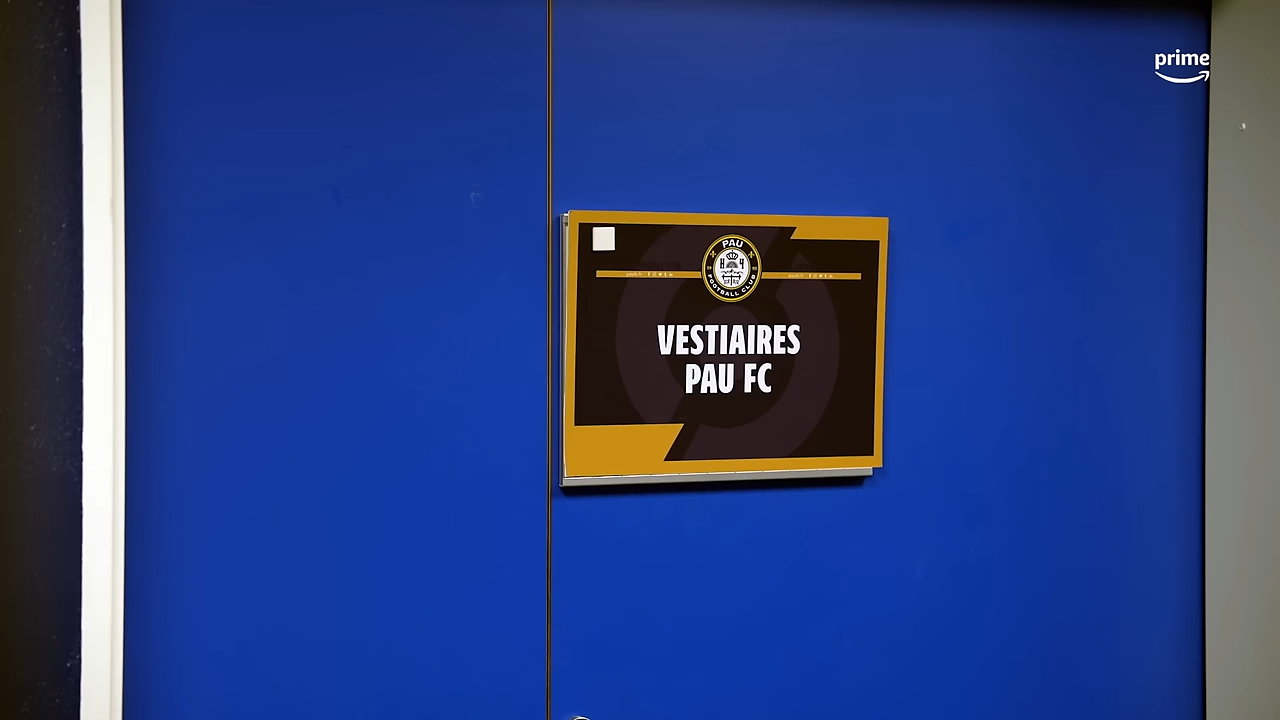 prime
PAU
FOOTBALL CLUB
VESTIAIRES
PAU FC